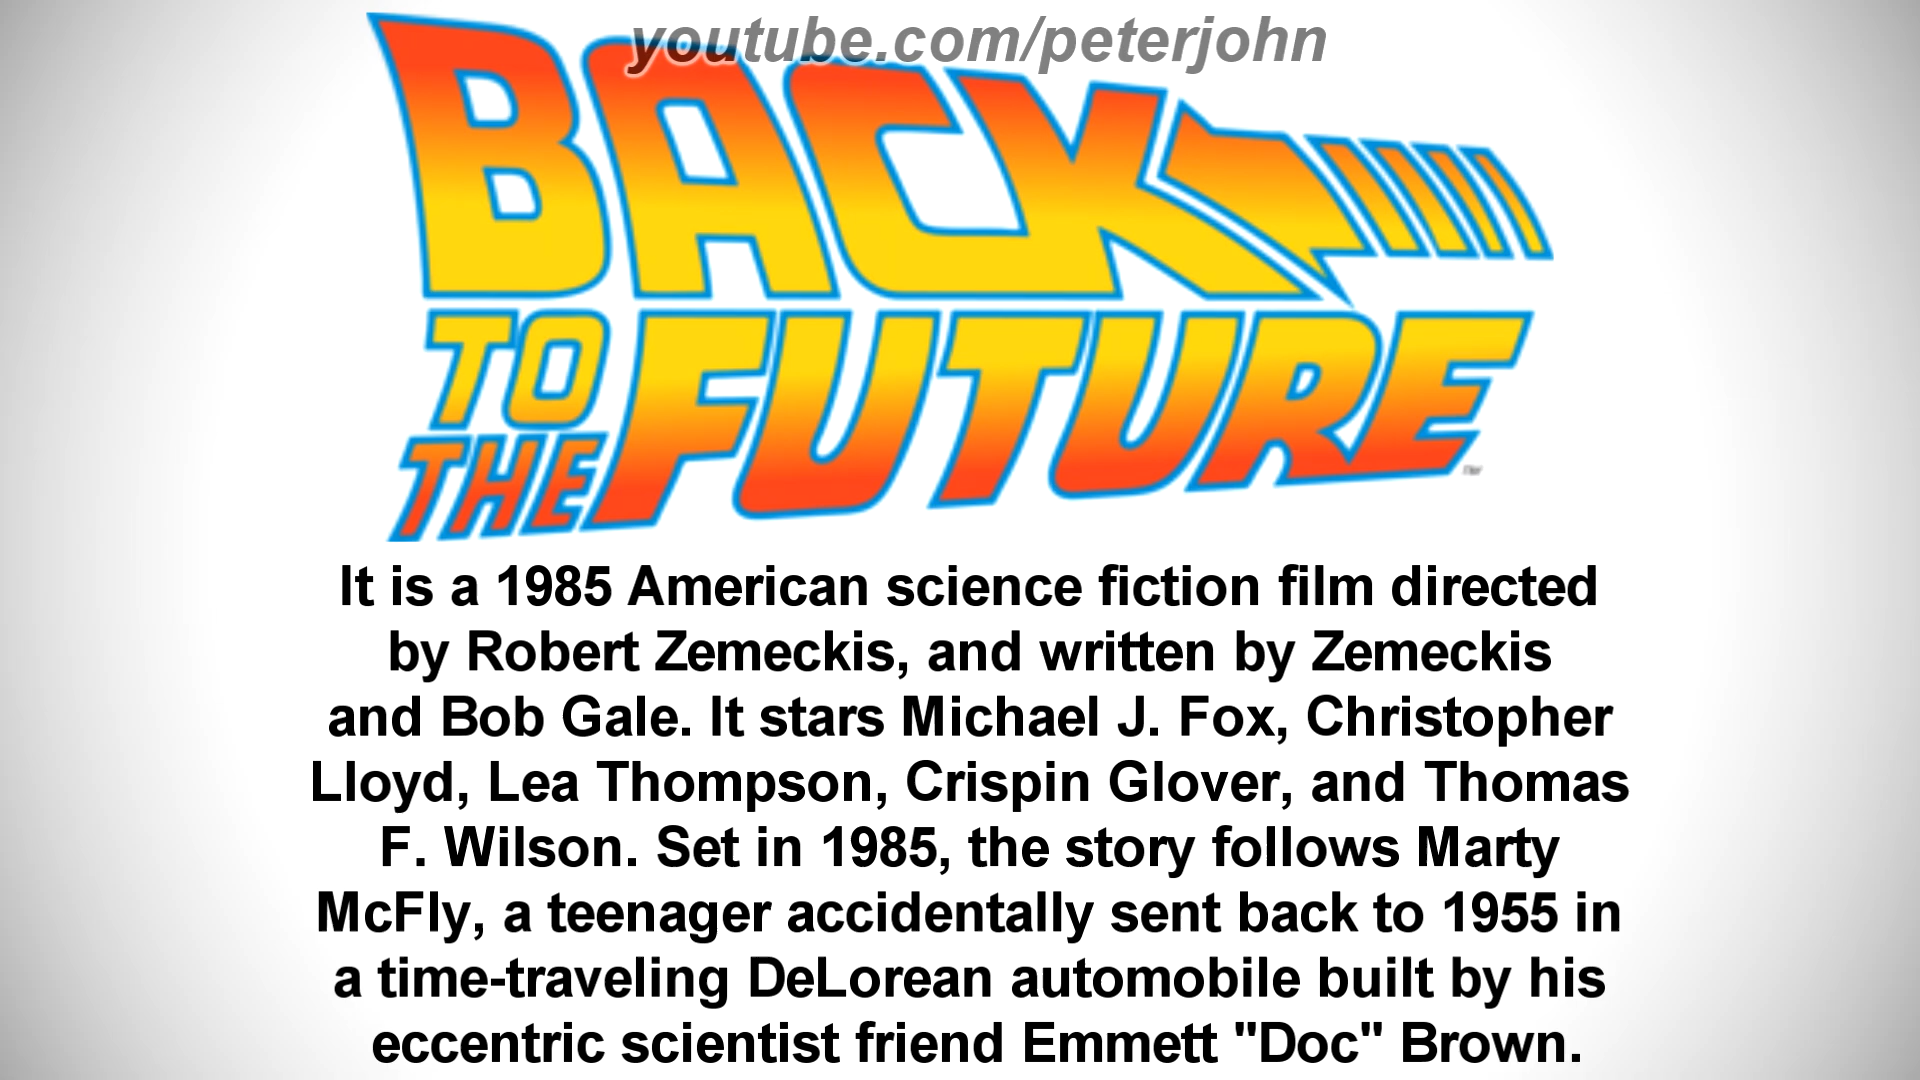 youtube.com/peterjohn
BACK
TO
THE FUTURE
TM
It is a 1985 American science fiction film directed
by Robert Zemeckis, and written by Zemeckis
and Bob Gale. It stars Michael J. Fox, Christopher
Lloyd, Lea Thompson, Crispin Glover, and Thomas
F. Wilson. Set in 1985, the story follows Marty
McFly, a teenager accidentally sent back to 1955 in
a time-traveling DeLorean automobile built by his
eccentric scientist friend Emmett "Doc" Brown.